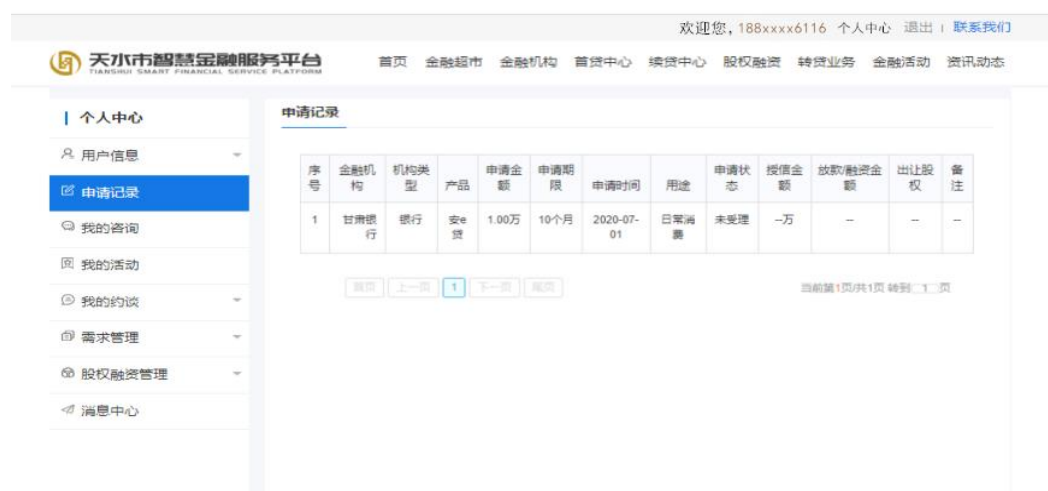 欢迎您，188xxxx6116 个人中心 退出 | 联系我们
天水市智慧金融服务平台
TIANSHUI SMART FINANCIAL SERVICE PLATFORM
首页 金融超市 金融机构 首贷中心 续贷中心 股权融资 转贷业务 金融活动 资讯动态
个人中心
用户信息
申请记录
我的咨询
我的活动
我的约谈
需求管理
股权融资管理
消息中心
申请记录
序号 金融机构 机构类型 产品 申请金额 申请期限 申请时间 用途 申请状态 授信金额 放款/融资金额 出让股权 备注
1 甘肃银行 银行 安e贷 1.00万 10个月 2020-07-01 日常消费 未受理 --万 -- -- --
首页 上一页 1 下一页 尾页
当前第1页/共1页 转到 1 页